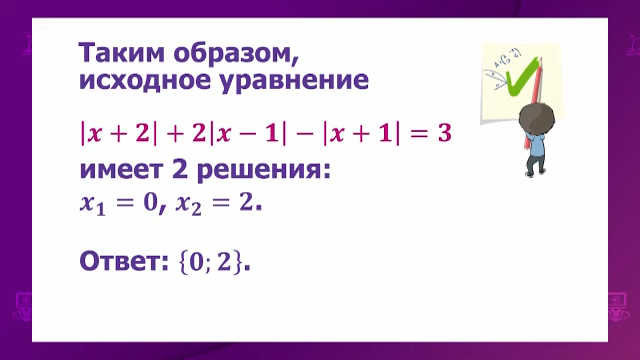 Таким образом,
исходное уравнение
|x + 2| + 2|x − 1| − |x + 1| = 3
имеет 2 решения:
x₁ = 0, x₂ = 2.
Ответ: {0; 2}.